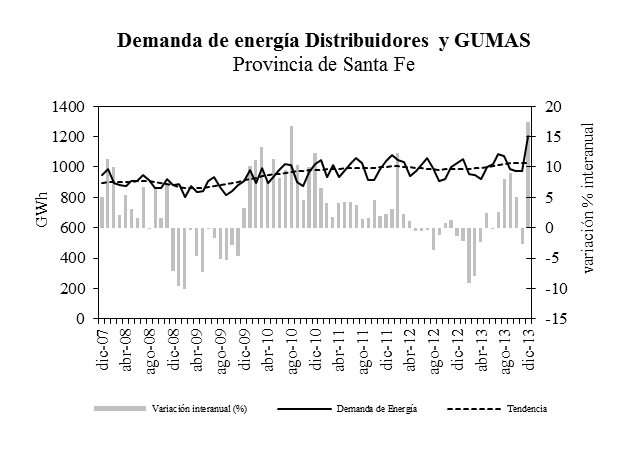 Demanda de energía Distribuidores y GUMAS
Provincia de Santa Fe
GWh
1400
1200
1000
800
600
400
200
0
20
15
10
5
0
-5
-10
-15
variación % interanual
dic-07
abr-08
ago-08
dic-08
abr-09
ago-09
dic-09
abr-10
ago-10
dic-10
abr-11
ago-11
dic-11
abr-12
ago-12
dic-12
abr-13
ago-13
dic-13
Variación interanual (%)
Demanda de Energía
Tendencia